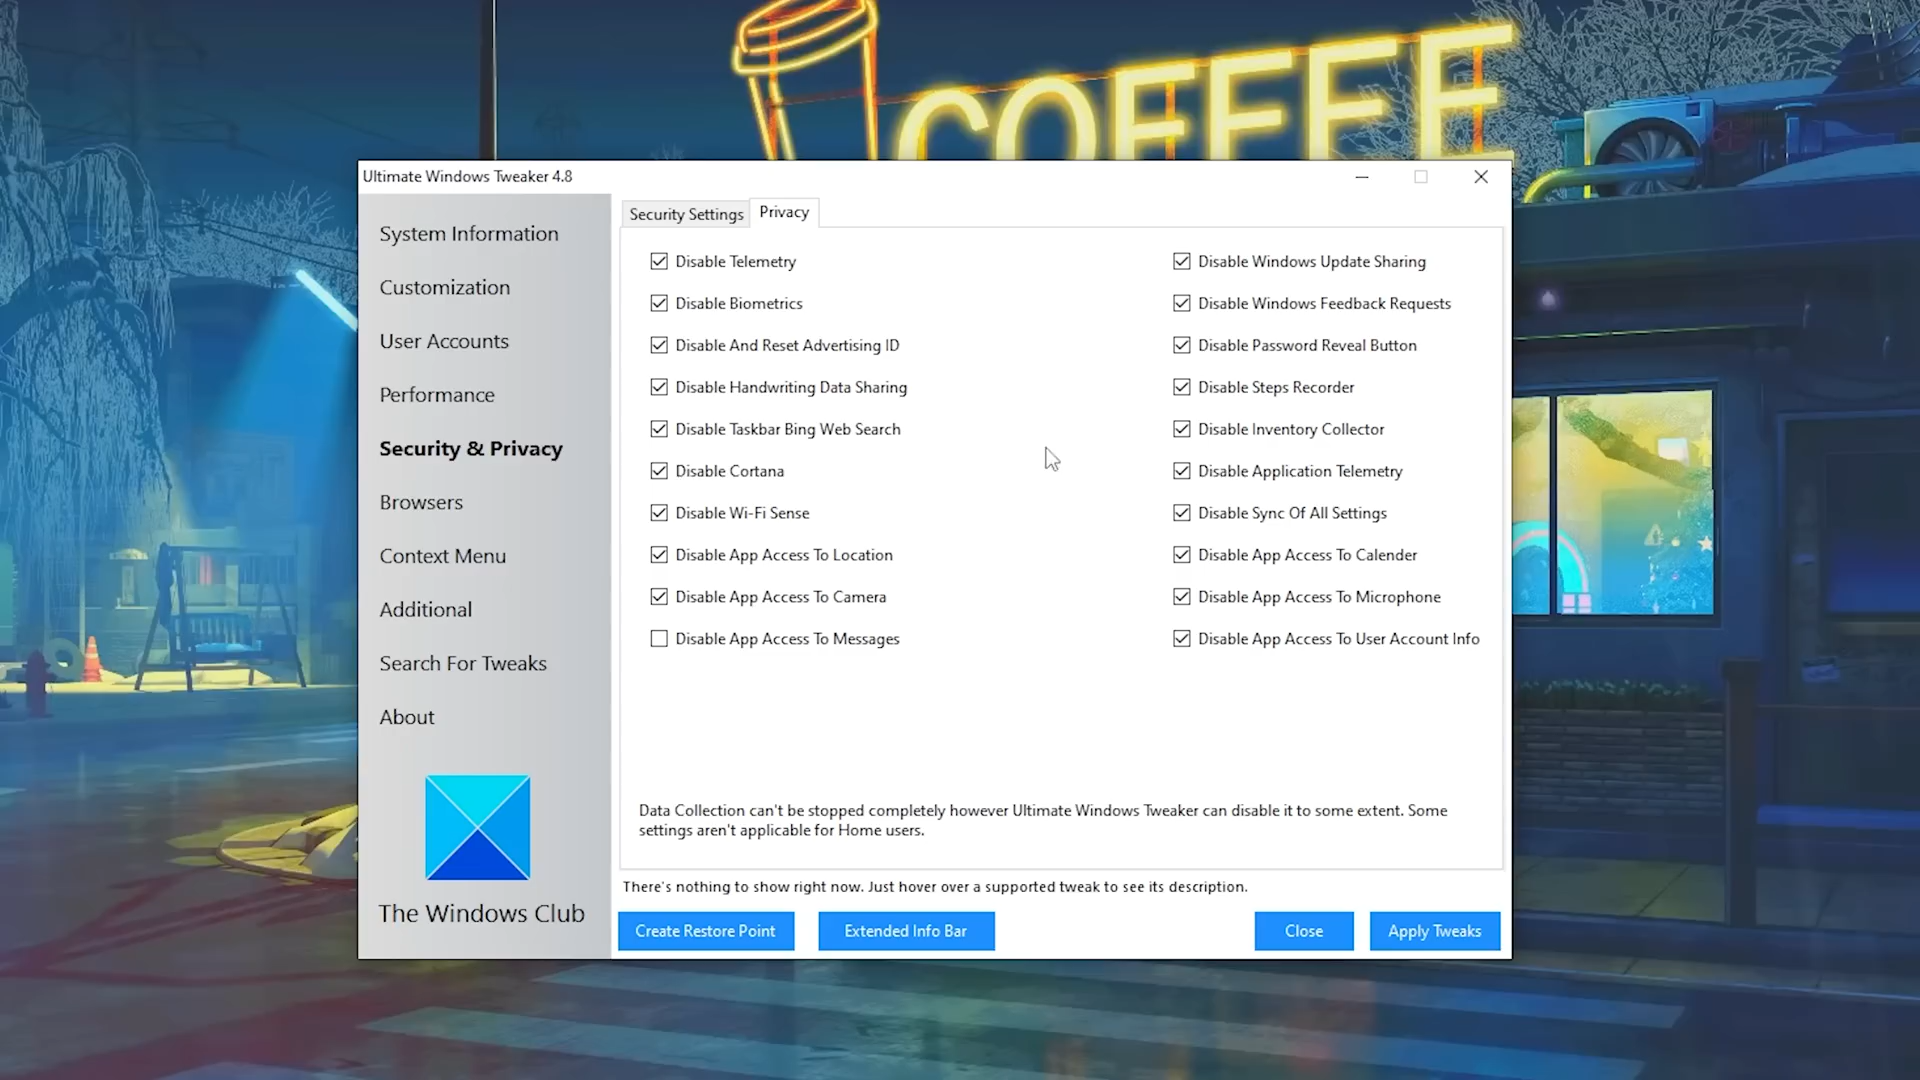 COFFEE
Ultimate Windows Tweaker 4.8
System Information
Customization
User Accounts
Performance
Security & Privacy
Browsers
Context Menu
Additional
Search For Tweaks
About
The Windows Club
Security Settings
Privacy
Disable Telemetry
Disable Biometrics
Disable And Reset Advertising ID
Disable Handwriting Data Sharing
Disable Taskbar Bing Web Search
Disable Cortana
Disable Wi-Fi Sense
Disable App Access To Location
Disable App Access To Camera
Disable App Access To Messages
Disable Windows Update Sharing
Disable Windows Feedback Requests
Disable Password Reveal Button
Disable Steps Recorder
Disable Inventory Collector
Disable Application Telemetry
Disable Sync Of All Settings
Disable App Access To Calender
Disable App Access To Microphone
Disable App Access To User Account Info
Data Collection can't be stopped completely however Ultimate Windows Tweaker can disable it to some extent. Some
settings aren't applicable for Home users.
There's nothing to show right now. Just hover over a supported tweak to see its description.
Create Restore Point
Extended Info Bar
Close
Apply Tweaks